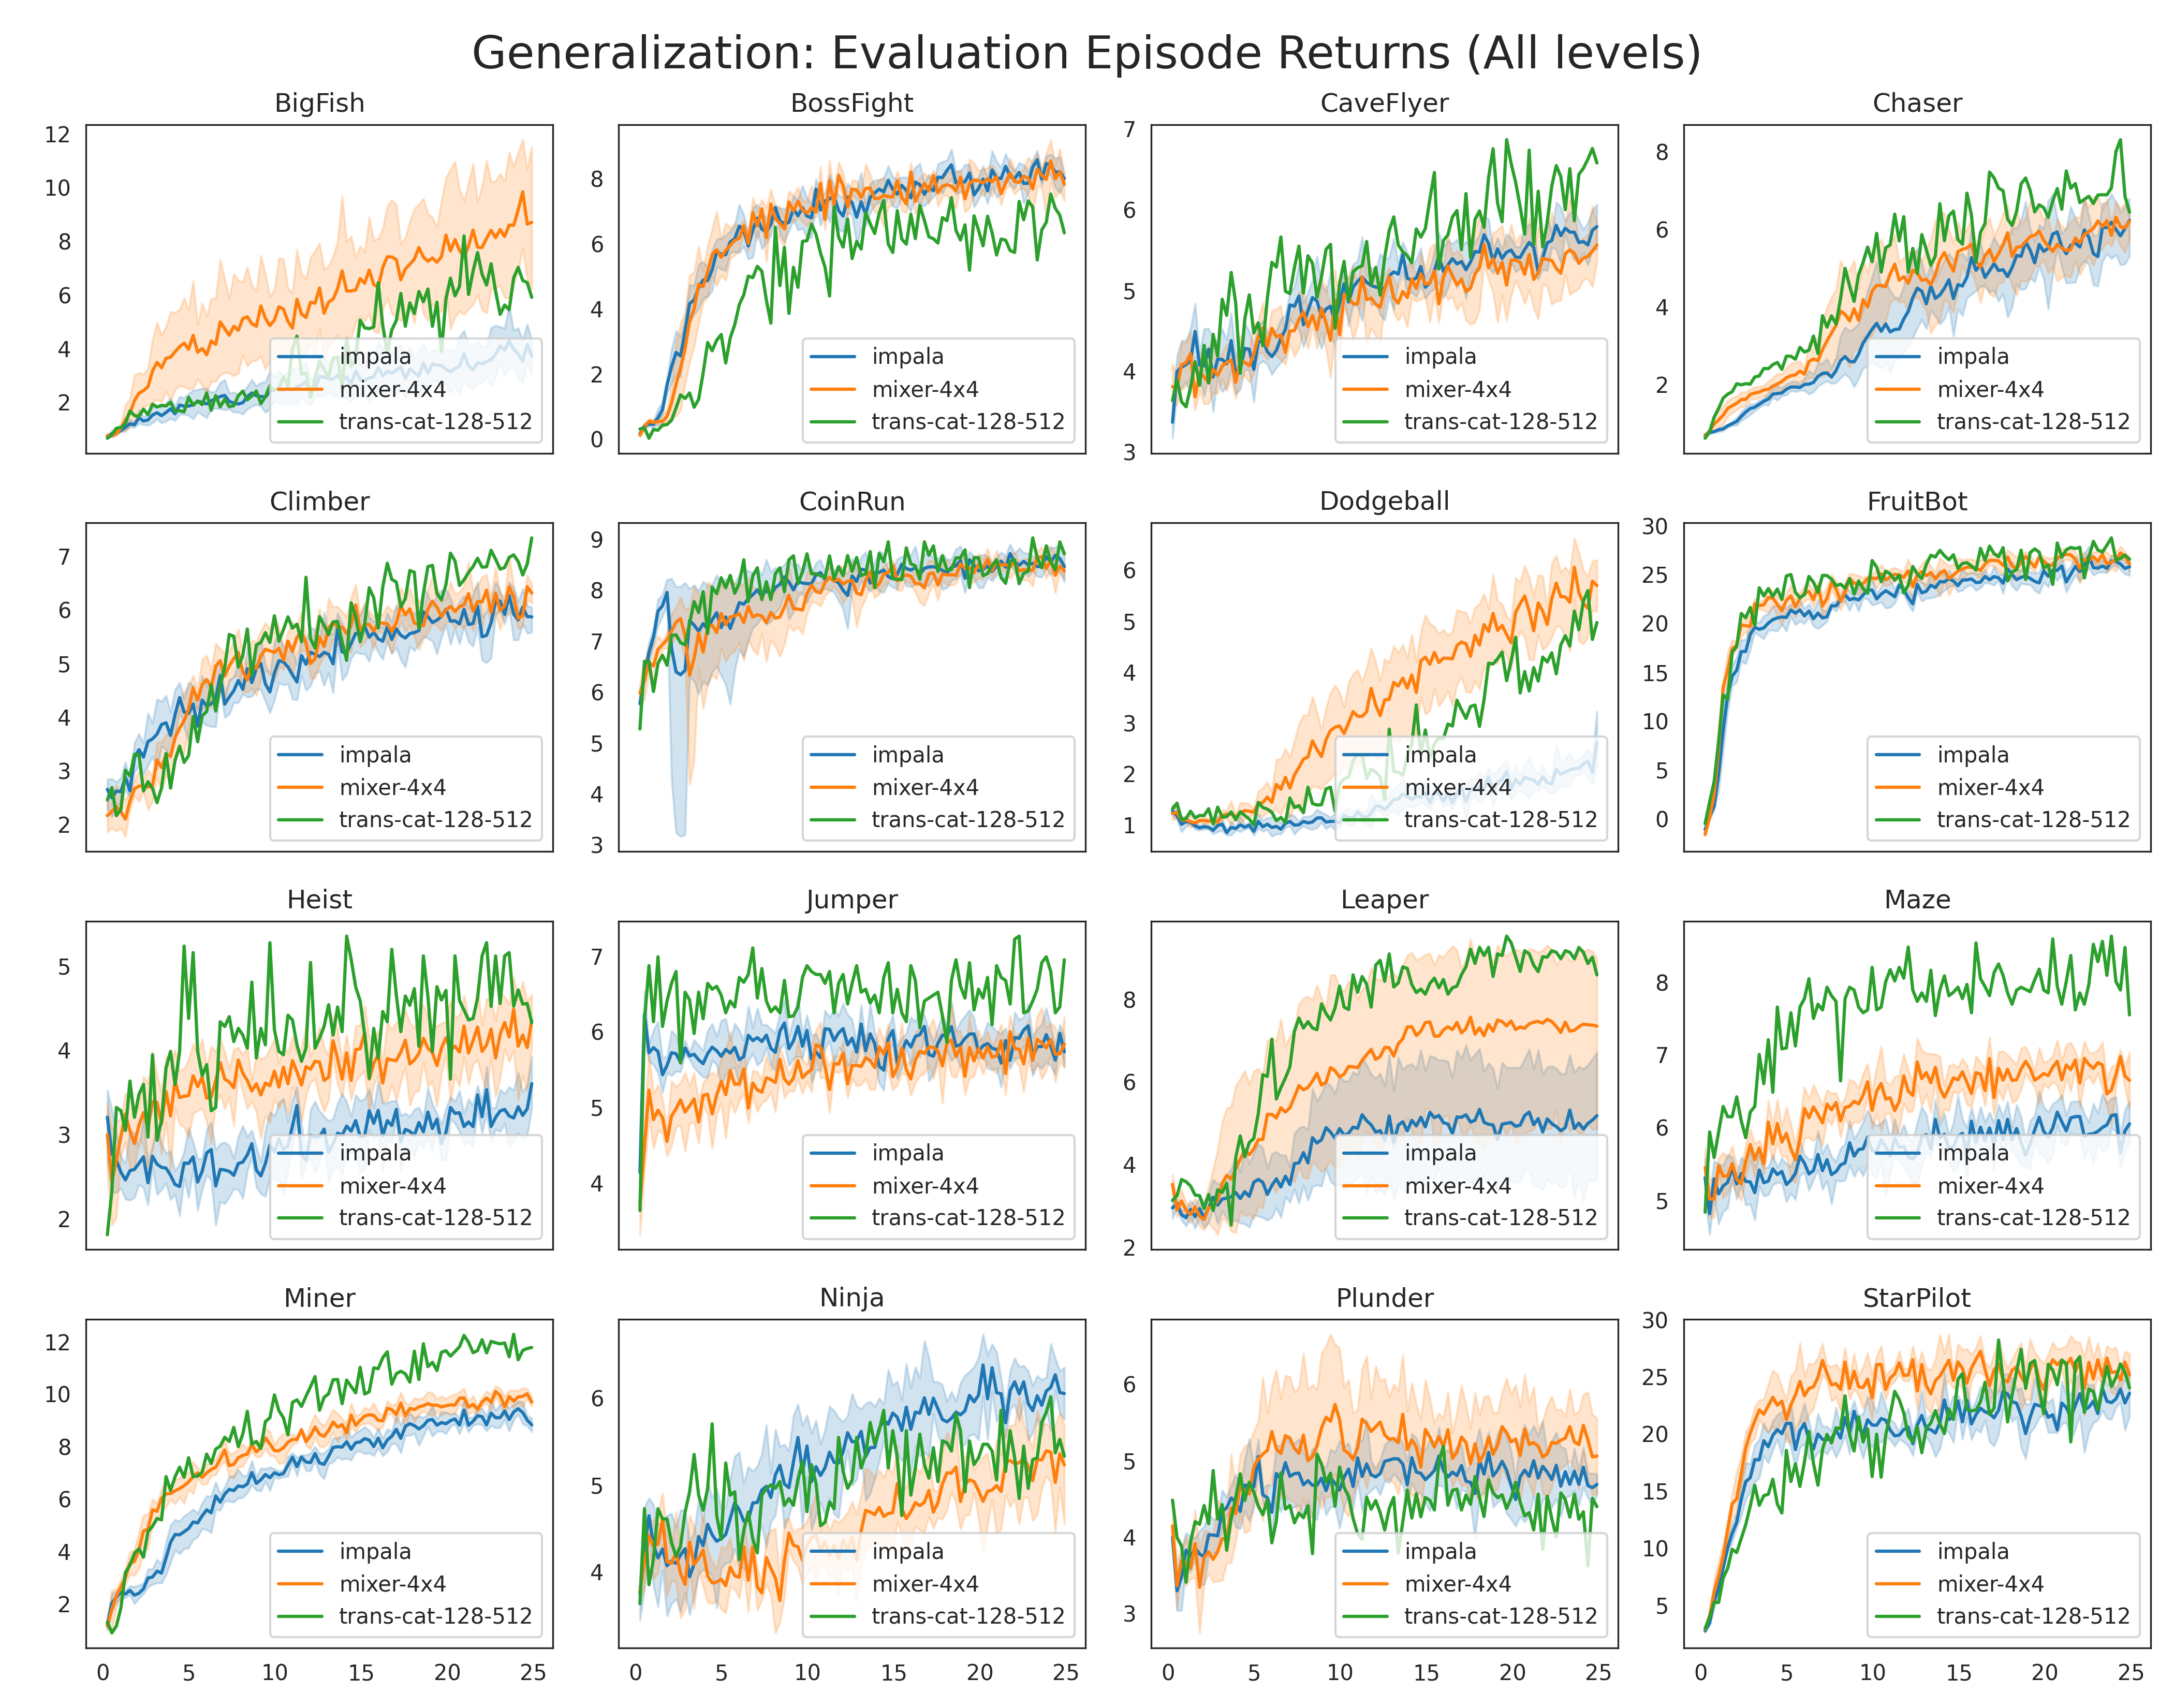 Generalization: Evaluation Episode Returns (All levels)
BigFish
BossFight
CaveFlyer
Chaser
12
10
8
6
4
2
impala
mixer-4x4
trans-cat-128-512
8
6
4
2
0
impala
mixer-4x4
trans-cat-128-512
7
6
5
4
3
impala
mixer-4x4
trans-cat-128-512
8
6
4
2
impala
mixer-4x4
trans-cat-128-512
Climber
CoinRun
Dodgeball
FruitBot
7
6
5
4
3
2
impala
mixer-4x4
trans-cat-128-512
9
8
7
6
5
4
3
impala
mixer-4x4
trans-cat-128-512
6
5
4
3
2
1
impala
mixer-4x4
trans-cat-128-512
30
25
20
15
10
5
0
impala
mixer-4x4
trans-cat-128-512
Heist
Jumper
Leaper
Maze
5
4
3
2
impala
mixer-4x4
trans-cat-128-512
7
6
5
4
impala
mixer-4x4
trans-cat-128-512
8
6
4
2
impala
mixer-4x4
trans-cat-128-512
8
7
6
5
impala
mixer-4x4
trans-cat-128-512
Miner
Ninja
Plunder
StarPilot
12
10
8
6
4
2
impala
mixer-4x4
trans-cat-128-512
0 5 10 15 20 25
6
5
4
impala
mixer-4x4
trans-cat-128-512
0 5 10 15 20 25
6
5
4
3
impala
mixer-4x4
trans-cat-128-512
0 5 10 15 20 25
30
25
20
15
10
5
impala
mixer-4x4
trans-cat-128-512
0 5 10 15 20 25